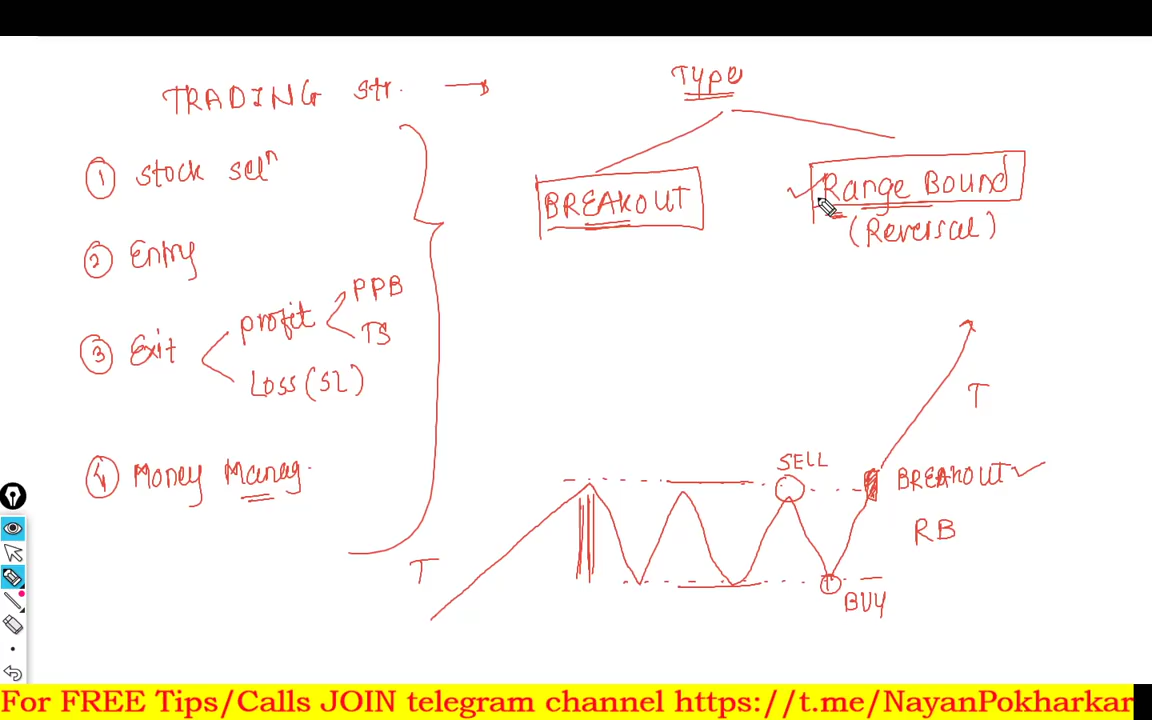 TRADING Str.
TYPE
① Stock selⁿ
BREAKOUT
Range Bound
(Reversal)
② Entry
③ Exit
profit
PPB
TS
Loss (SL)
④ Money Manag.
T
T
SELL
BREAKOUT
RB
BUY
For FREE Tips/Calls JOIN telegram channel https://t.me/NayanPokharkar